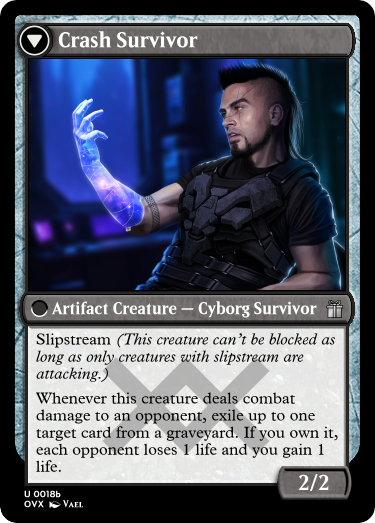 Crash Survivor
Artifact Creature — Cyborg Survivor
Slipstream (This creature can't be blocked as
long as only creatures with slipstream are
attacking.)
Whenever this creature deals combat
damage to an opponent, exile up to one
target card from a graveyard. If you own it,
each opponent loses 1 life and you gain 1
life.
2/2
U 0018b
OVX Vael